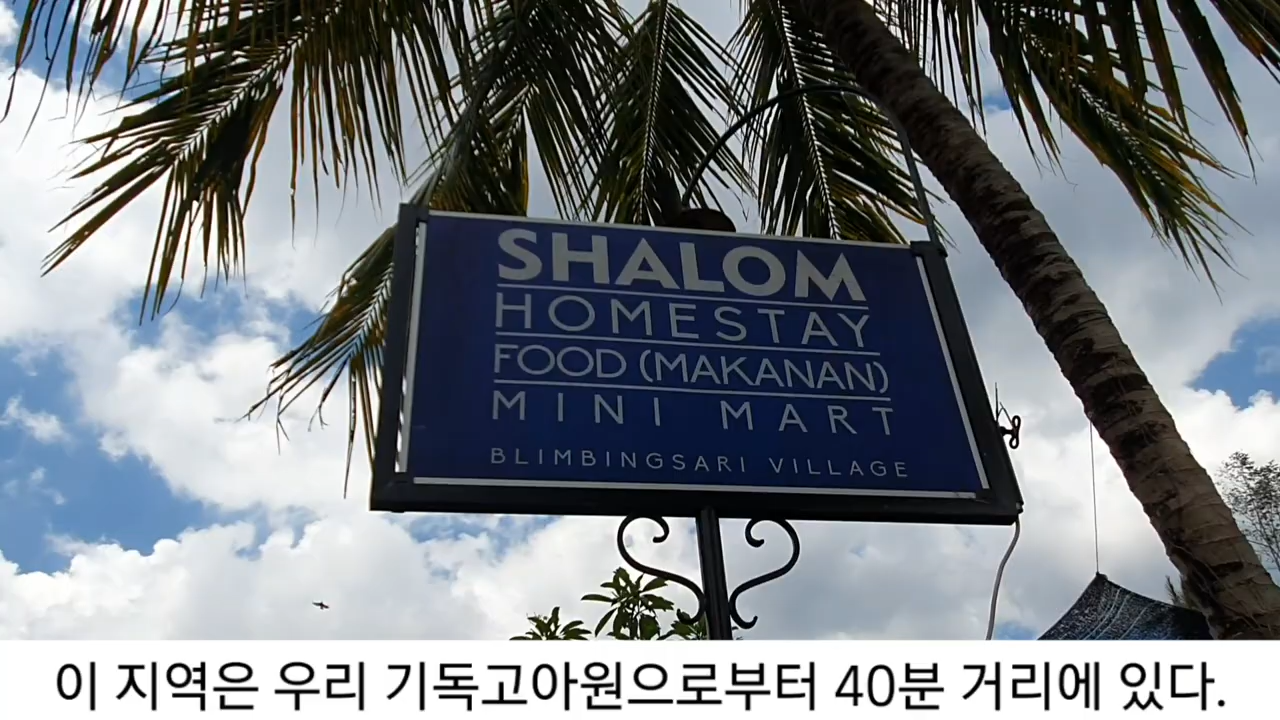 SHALOM
HOMESTAY
FOOD (MAKANAN)
MINI MART
BLIMBINGSARI VILLAGE
이 지역은 우리 기독고아원으로부터 40분 거리에 있다.